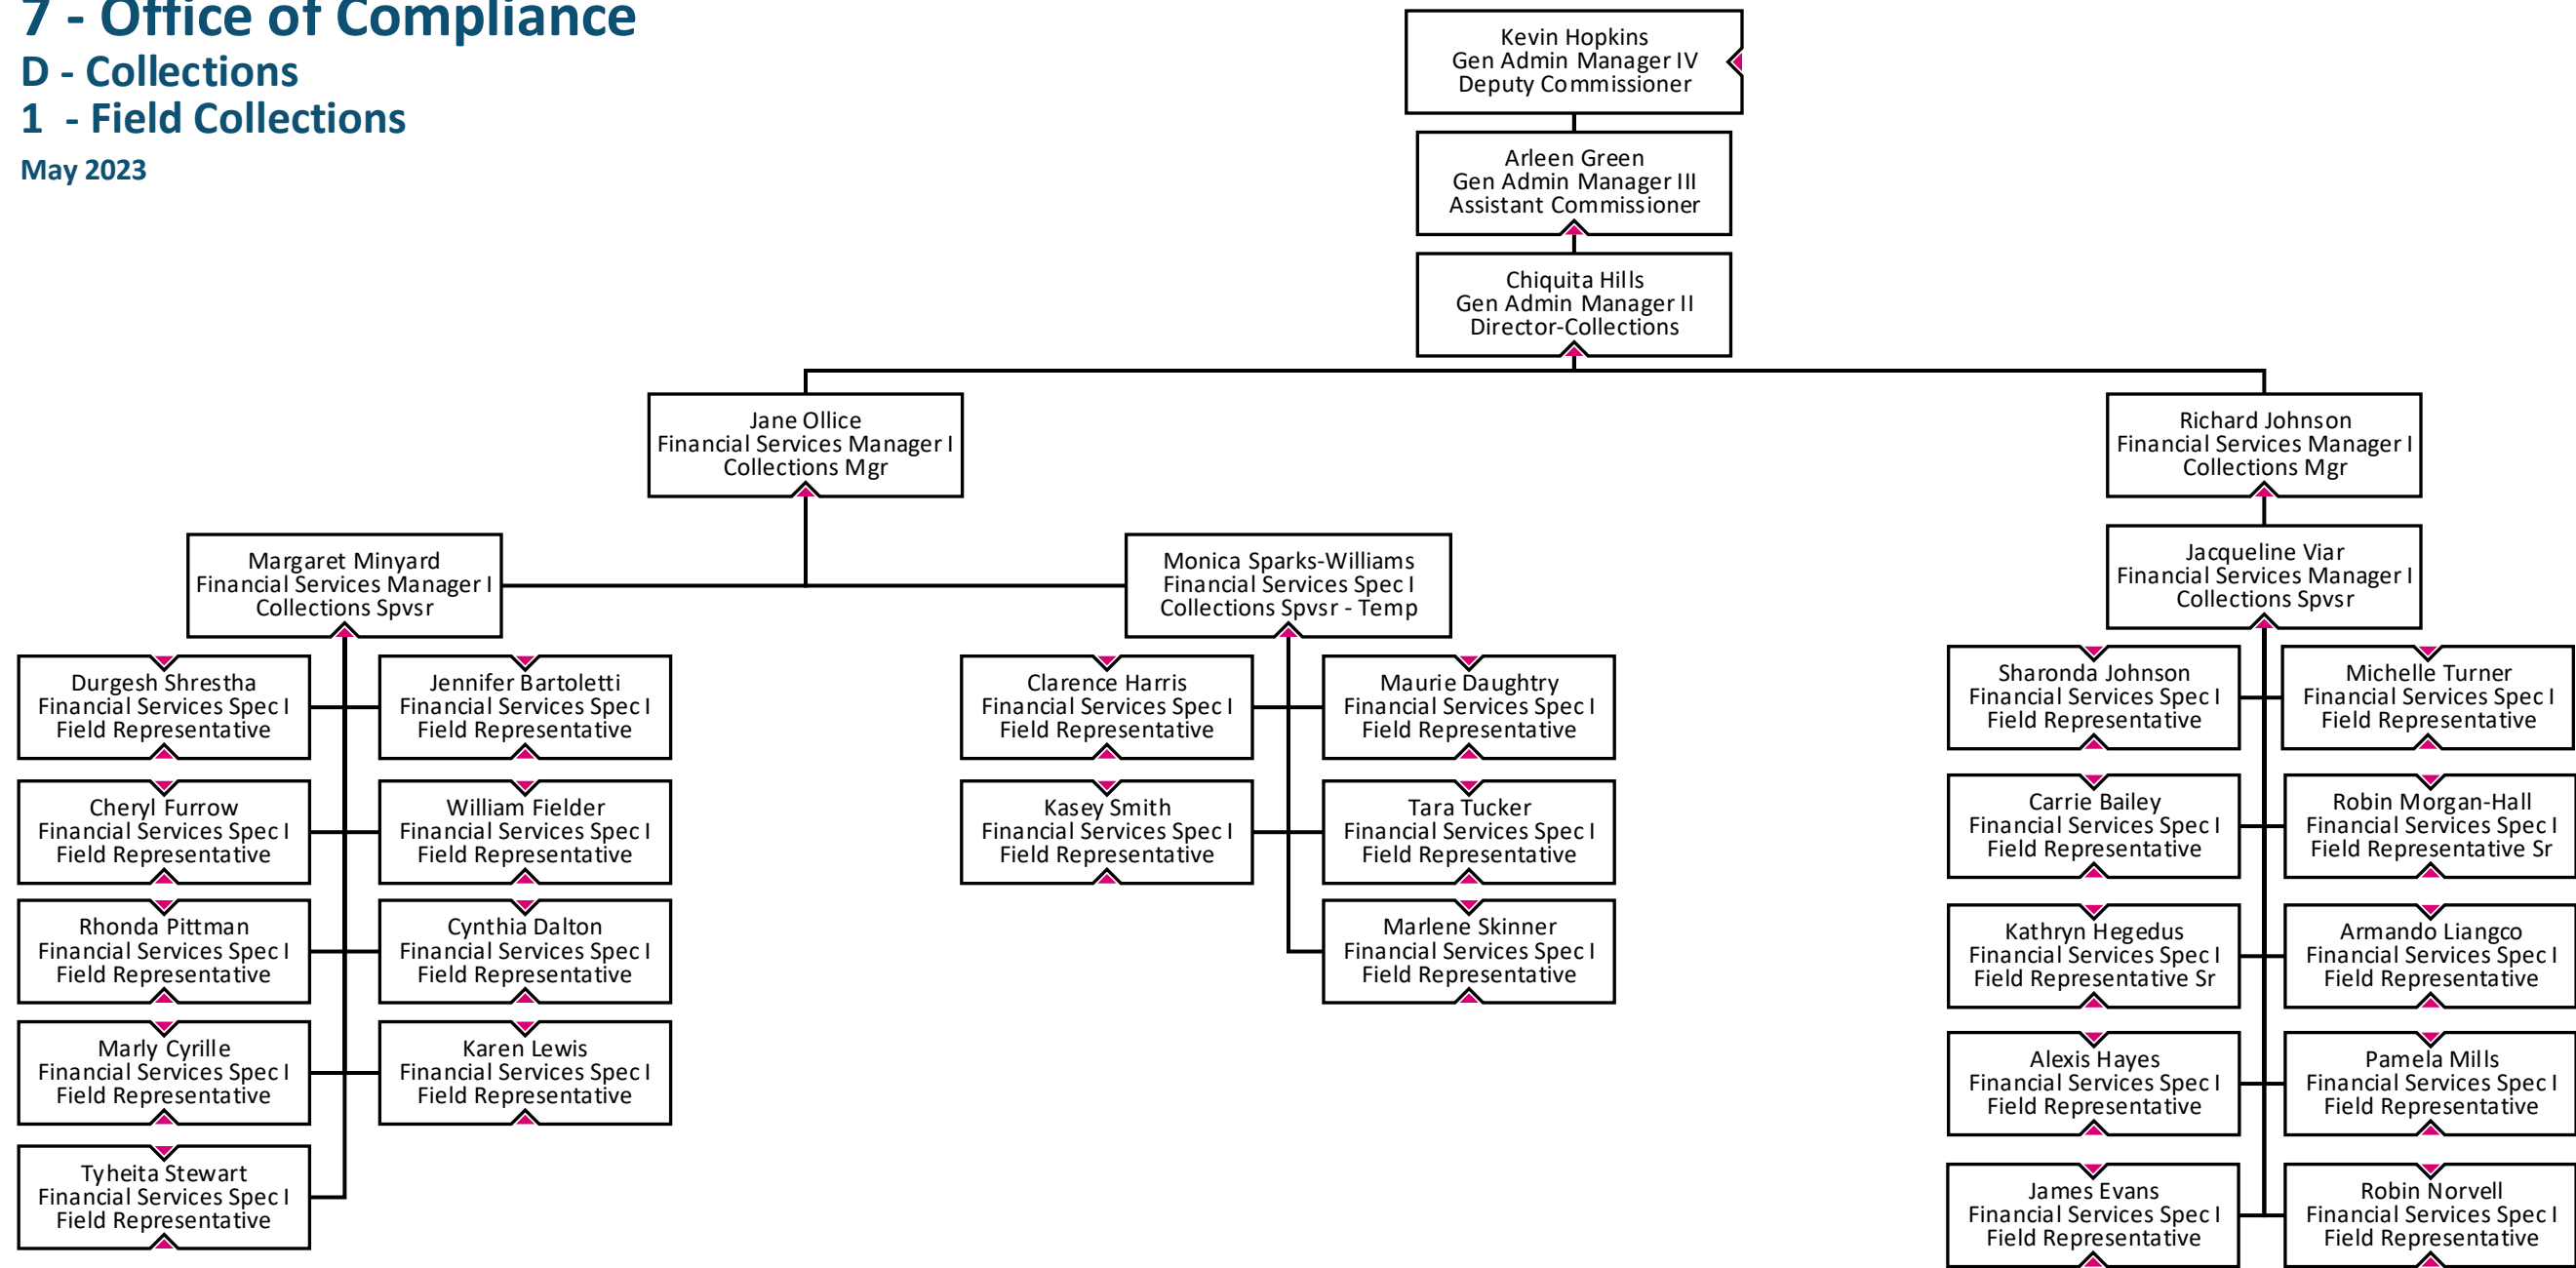 7 - Office of Compliance
D - Collections
1 - Field Collections
May 2023
Kevin Hopkins
Gen Admin Manager IV
Deputy Commissioner
Arleen Green
Gen Admin Manager III
Assistant Commissioner
Chiquita Hills
Gen Admin Manager II
Director-Collections
Jane Ollice
Financial Services Manager I
Collections Mgr
Richard Johnson
Financial Services Manager I
Collections Mgr
Margaret Minyard
Financial Services Manager I
Collections Spvsr
Monica Sparks-Williams
Financial Services Spec I
Collections Spvsr - Temp
Jacqueline Viar
Financial Services Manager I
Collections Spvsr
Durgesh Shrestha
Financial Services Spec I
Field Representative
Jennifer Bartoletti
Financial Services Spec I
Field Representative
Cheryl Furrow
Financial Services Spec I
Field Representative
William Fielder
Financial Services Spec I
Field Representative
Rhonda Pittman
Financial Services Spec I
Field Representative
Cynthia Dalton
Financial Services Spec I
Field Representative
Marly Cyrille
Financial Services Spec I
Field Representative
Karen Lewis
Financial Services Spec I
Field Representative
Tyheita Stewart
Financial Services Spec I
Field Representative
Clarence Harris
Financial Services Spec I
Field Representative
Maurie Daughtry
Financial Services Spec I
Field Representative
Kasey Smith
Financial Services Spec I
Field Representative
Tara Tucker
Financial Services Spec I
Field Representative
Marlene Skinner
Financial Services Spec I
Field Representative
Sharonda Johnson
Financial Services Spec I
Field Representative
Michelle Turner
Financial Services Spec I
Field Representative
Carrie Bailey
Financial Services Spec I
Field Representative
Robin Morgan-Hall
Financial Services Spec I
Field Representative Sr
Kathryn Hegedus
Financial Services Spec I
Field Representative Sr
Armando Liangco
Financial Services Spec I
Field Representative
Alexis Hayes
Financial Services Spec I
Field Representative
Pamela Mills
Financial Services Spec I
Field Representative
James Evans
Financial Services Spec I
Field Representative
Robin Norvell
Financial Services Spec I
Field Representative